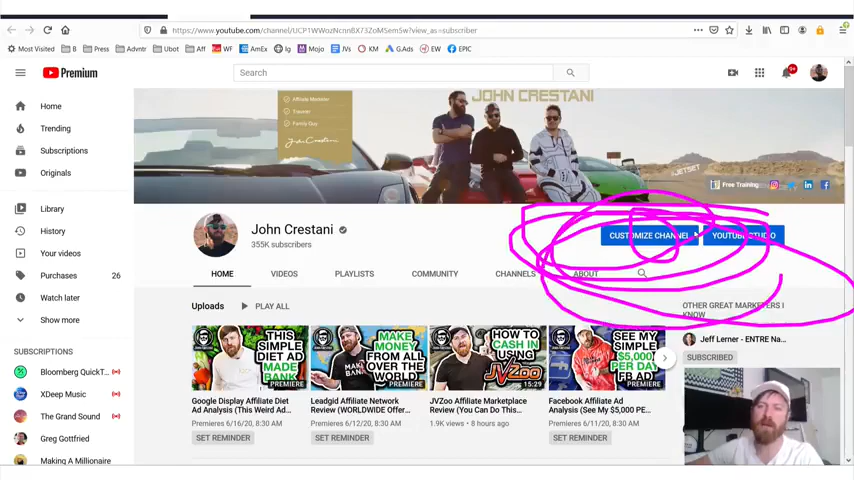 https://www.youtube.com/channel/UCP1WWozNcnnBX73ZoMSem5w?view_as=subscriber
Most Visited B Press Advntr Ubot Aff WF AmEx Ig Mojo JVs KM G.Ads EW EPIC
Premium
Search
9+
Home
Trending
Subscriptions
Originals
Library
History
Your videos
Purchases 26
Watch later
Show more
SUBSCRIPTIONS
Bloomberg QuickT...
XDeep Music
The Grand Sound
Greg Gottfried
Making A Millionaire
Affiliate Marketer
Traveler
Family Guy
John Crestani
JOHN CRESTANI
#JETSET
Free Training
John Crestani
355K subscribers
CUSTOMIZE CHANNEL
YOUTUBE STUDIO
HOME VIDEOS PLAYLISTS COMMUNITY CHANNELS ABOUT
Uploads PLAY ALL
THIS SIMPLE DIET AD MADE BANK
PREMIERE
Google Display Affiliate Diet
Ad Analysis (This Weird Ad...
Premieres 6/16/20, 8:30 AM
SET REMINDER
MAKE MONEY FROM ALL OVER THE WORLD
PREMIERE
Leadgid Affiliate Network
Review (WORLDWIDE Offer...
Premieres 6/12/20, 8:30 AM
SET REMINDER
HOW TO CASH IN USING JVZoo
15:29
JVZoo Affiliate Marketplace
Review (You Can Do This...
1.9K views • 8 hours ago
SEE MY SIMPLE $5,000 PER DAY FB AD
PREMIERE
Facebook Affiliate Ad
Analysis (See My $5,000 PE...
Premieres 6/11/20, 8:30 AM
SET REMINDER
OTHER GREAT MARKETERS I
KNOW
Jeff Lerner - ENTRE Na...
SUBSCRIBED